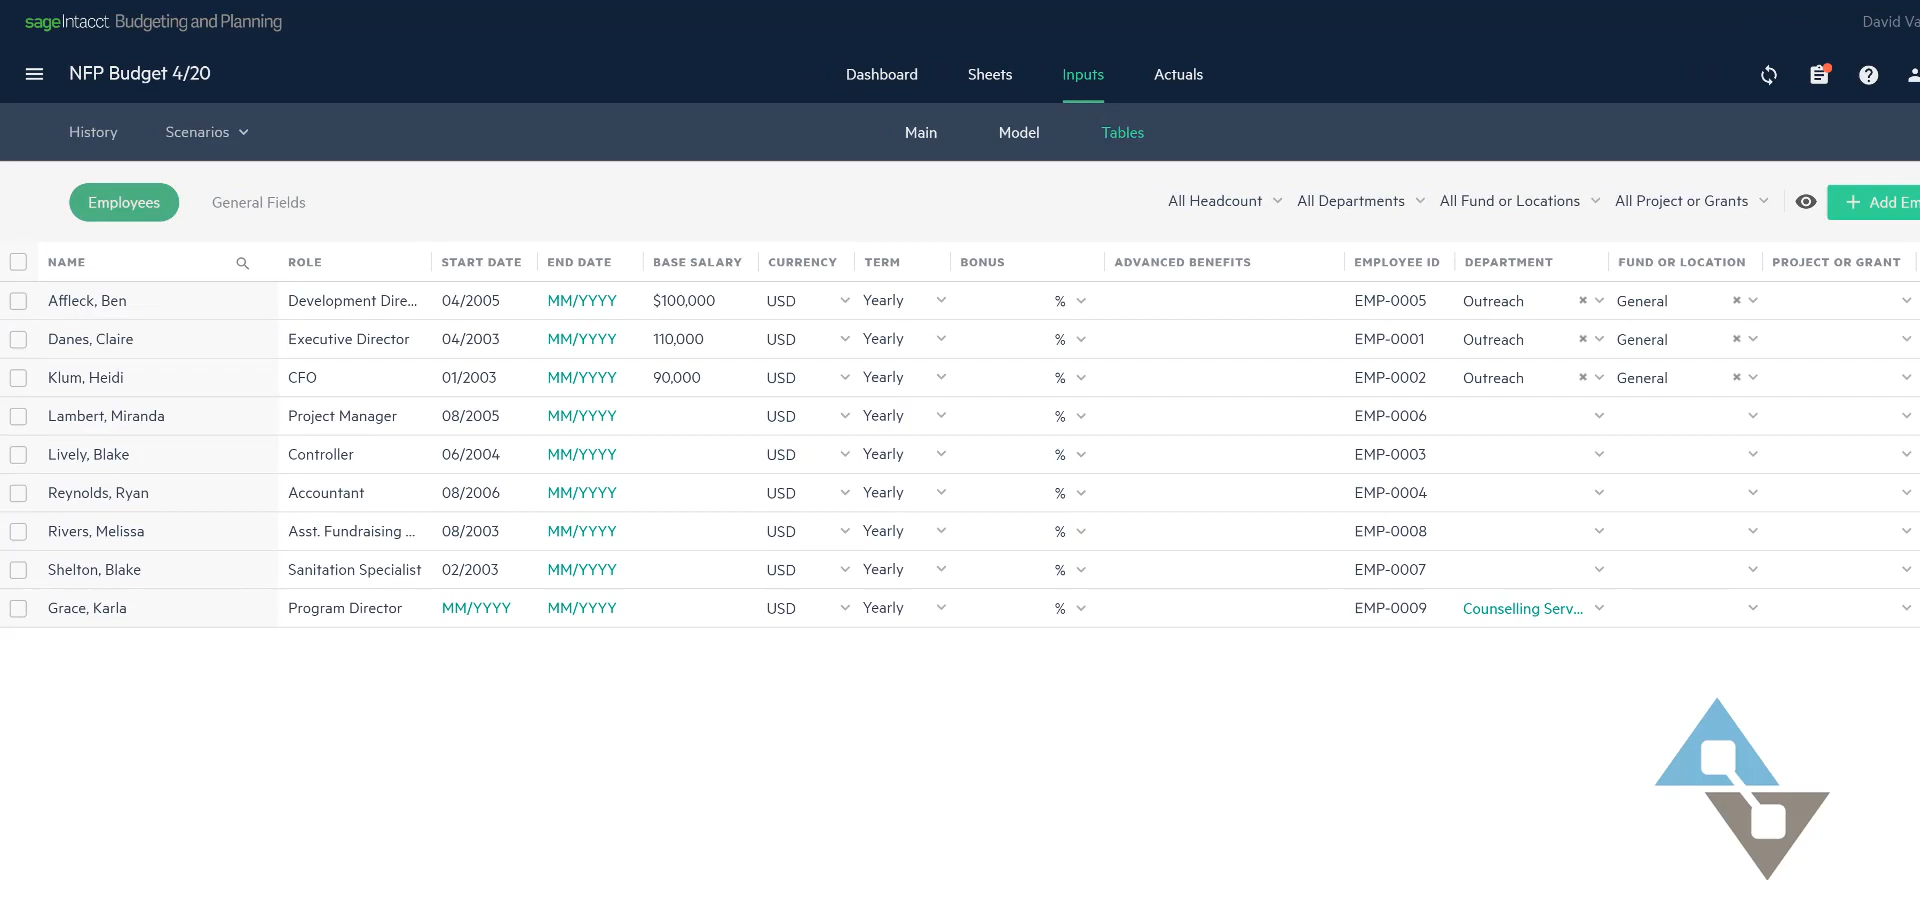 sage Intacct Budgeting and Planning
David Va
NFP Budget 4/20
Dashboard Sheets Inputs Actuals
History Scenarios Main Model Tables
Employees General Fields All Headcount All Departments All Fund or Locations All Project or Grants + Add Em
NAME ROLE START DATE END DATE BASE SALARY CURRENCY TERM BONUS ADVANCED BENEFITS EMPLOYEE ID DEPARTMENT FUND OR LOCATION PROJECT OR GRANT
Affleck, Ben Development Dire... 04/2005 MM/YYYY $100,000 USD Yearly % EMP-0005 Outreach × General ×
Danes, Claire Executive Director 04/2003 MM/YYYY 110,000 USD Yearly % EMP-0001 Outreach × General ×
Klum, Heidi CFO 01/2003 MM/YYYY 90,000 USD Yearly % EMP-0002 Outreach × General ×
Lambert, Miranda Project Manager 08/2005 MM/YYYY USD Yearly % EMP-0006
Lively, Blake Controller 06/2004 MM/YYYY USD Yearly % EMP-0003
Reynolds, Ryan Accountant 08/2006 MM/YYYY USD Yearly % EMP-0004
Rivers, Melissa Asst. Fundraising ... 08/2003 MM/YYYY USD Yearly % EMP-0008
Shelton, Blake Sanitation Specialist 02/2003 MM/YYYY USD Yearly % EMP-0007
Grace, Karla Program Director MM/YYYY MM/YYYY USD Yearly % EMP-0009 Counselling Serv...